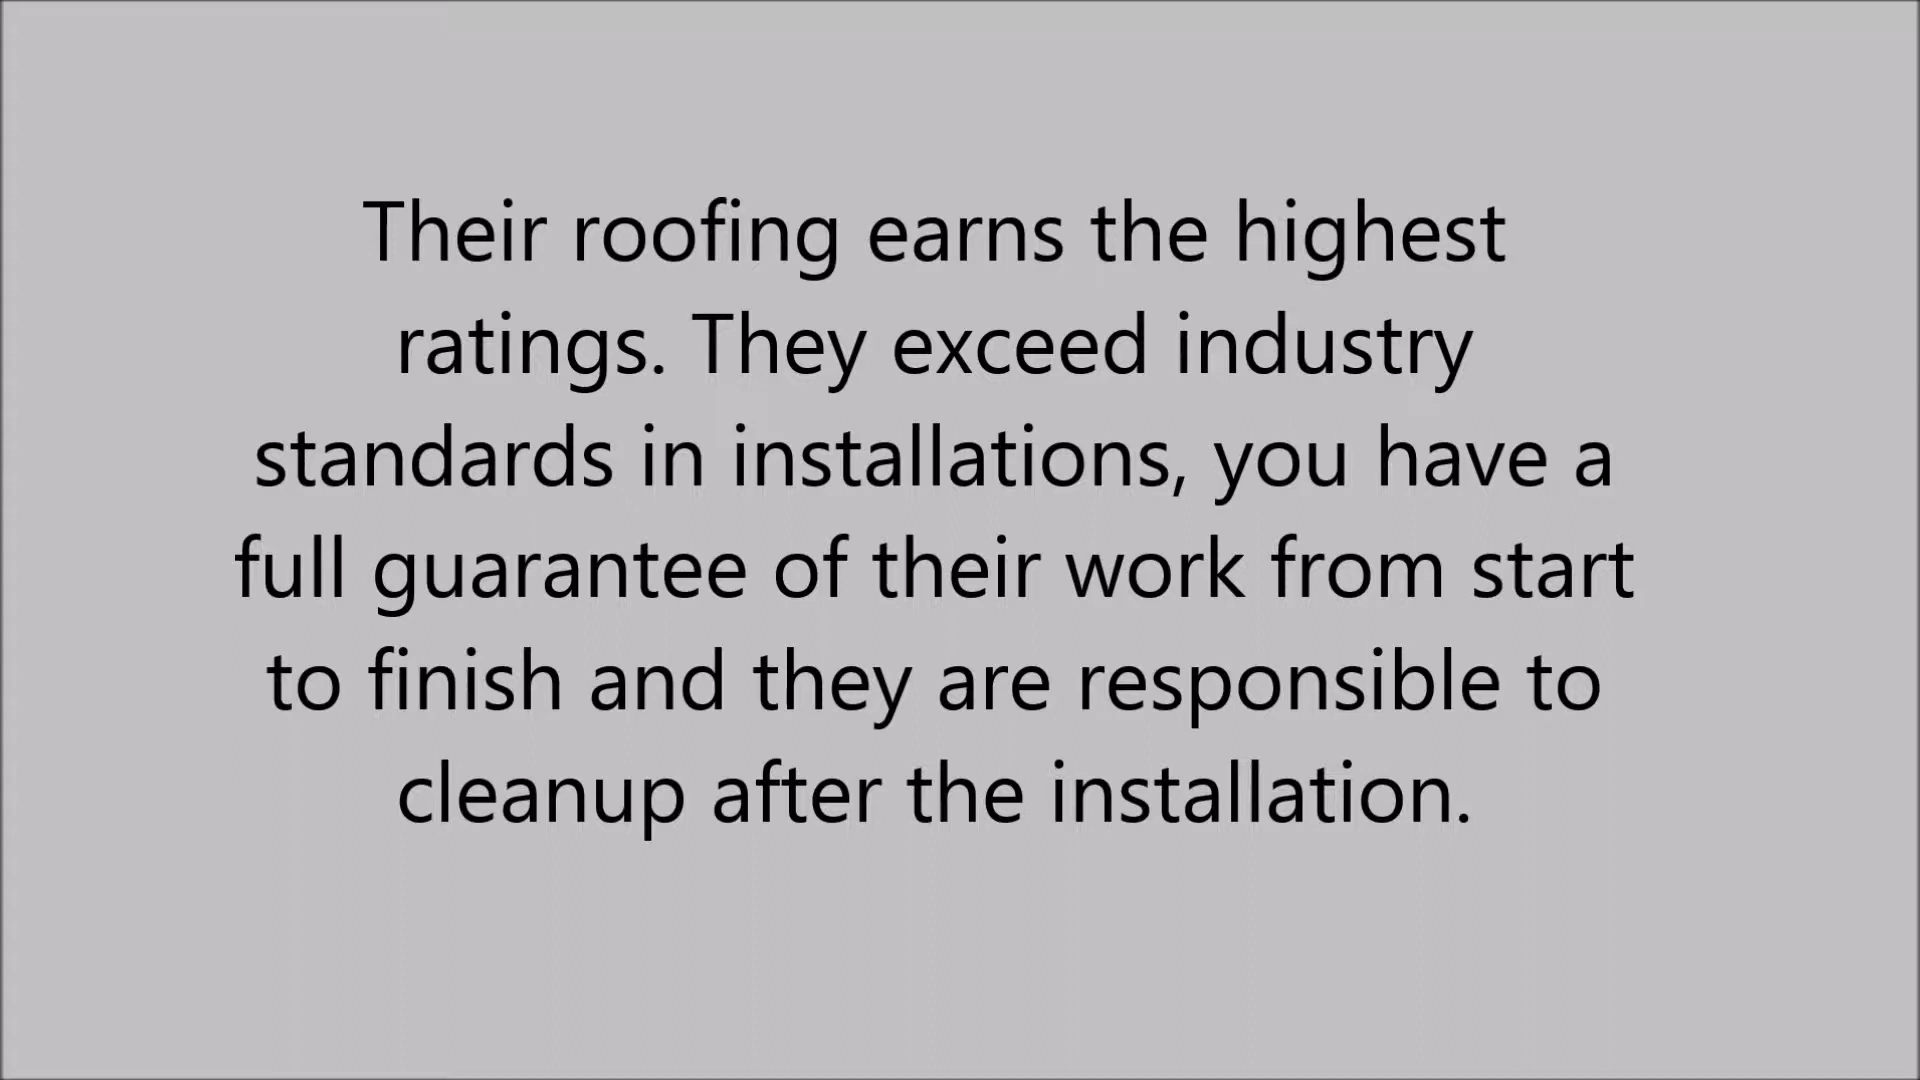 Their roofing earns the highest
ratings. They exceed industry
standards in installations, you have a
full guarantee of their work from start
to finish and they are responsible to
cleanup after the installation.